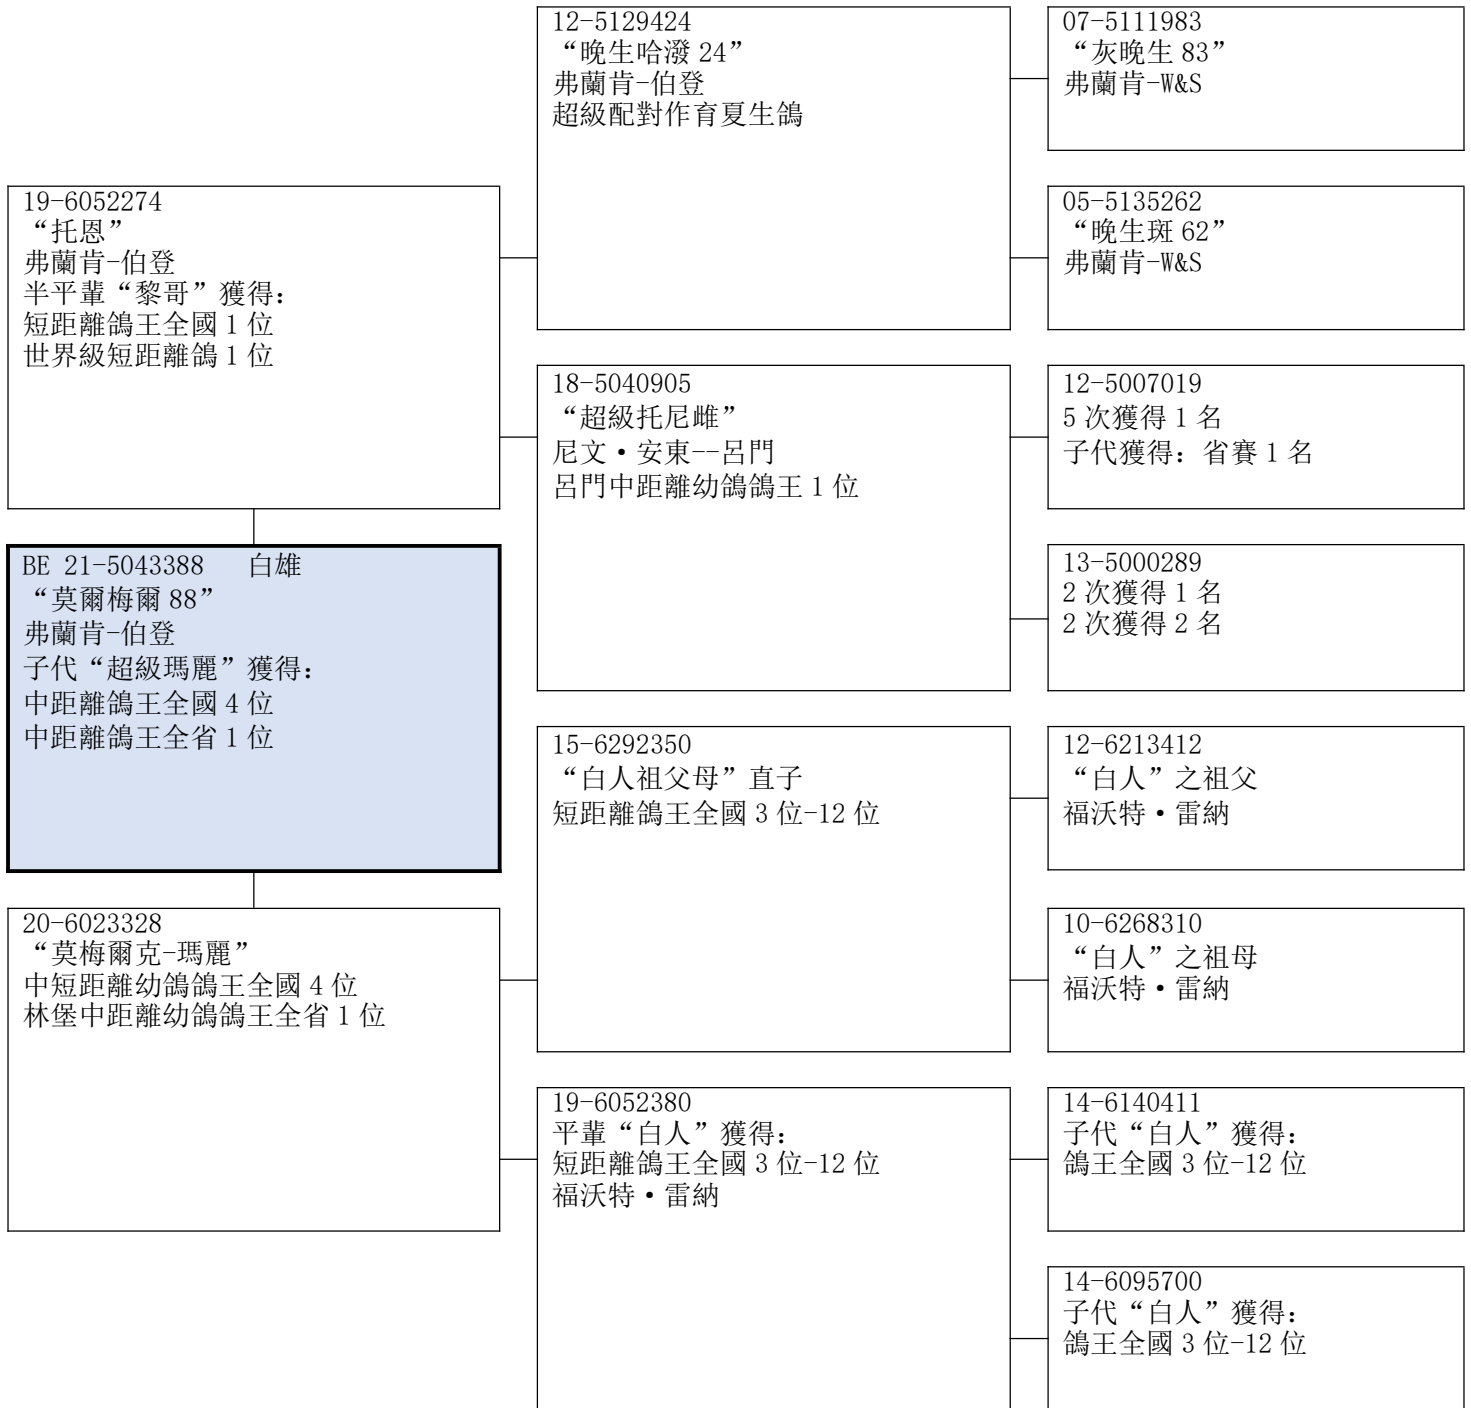 12-5129424
“晚生哈潑 24”
弗蘭肯-伯登
超級配對作育夏生鴿
07-5111983
“灰晚生 83”
弗蘭肯-W&S
19-6052274
“托恩”
弗蘭肯-伯登
半平輩“黎哥”獲得：
短距離鴿王全國 1 位
世界級短距離鴿 1 位
05-5135262
“晚生斑 62”
弗蘭肯-W&S
18-5040905
“超級托尼雌”
尼文•安東--呂門
呂門中距離幼鴿鴿王 1 位
12-5007019
5 次獲得 1 名
子代獲得：省賽 1 名
BE 21-5043388 白雄
“莫爾梅爾 88”
弗蘭肯-伯登
子代“超級瑪麗”獲得：
中距離鴿王全國 4 位
中距離鴿王全省 1 位
13-5000289
2 次獲得 1 名
2 次獲得 2 名
15-6292350
“白人祖父母”直子
短距離鴿王全國 3 位-12 位
12-6213412
“白人”之祖父
福沃特•雷納
20-6023328
“莫梅爾克-瑪麗”
中短距離幼鴿鴿王全國 4 位
林堡中距離幼鴿鴿王全省 1 位
10-6268310
“白人”之祖母
福沃特•雷納
19-6052380
平輩“白人”獲得：
短距離鴿王全國 3 位-12 位
福沃特•雷納
14-6140411
子代“白人”獲得：
鴿王全國 3 位-12 位
14-6095700
子代“白人”獲得：
鴿王全國 3 位-12 位